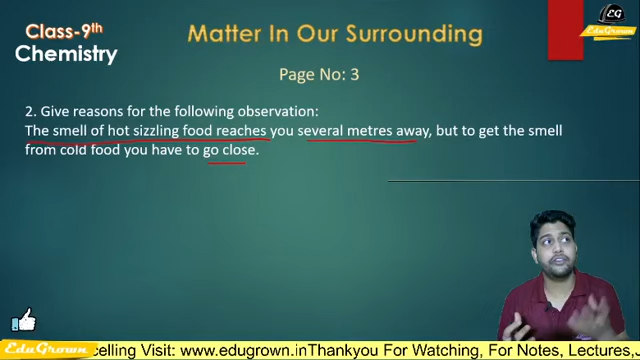 Class-9th
Chemistry
Matter In Our Surrounding
EG
EduGrown
Page No: 3
2. Give reasons for the following observation:
The smell of hot sizzling food reaches you several metres away, but to get the smell
from cold food you have to go close.
EduGrown
celling Visit: www.edugrown.inThankyou For Watching, For Notes, Lectures,